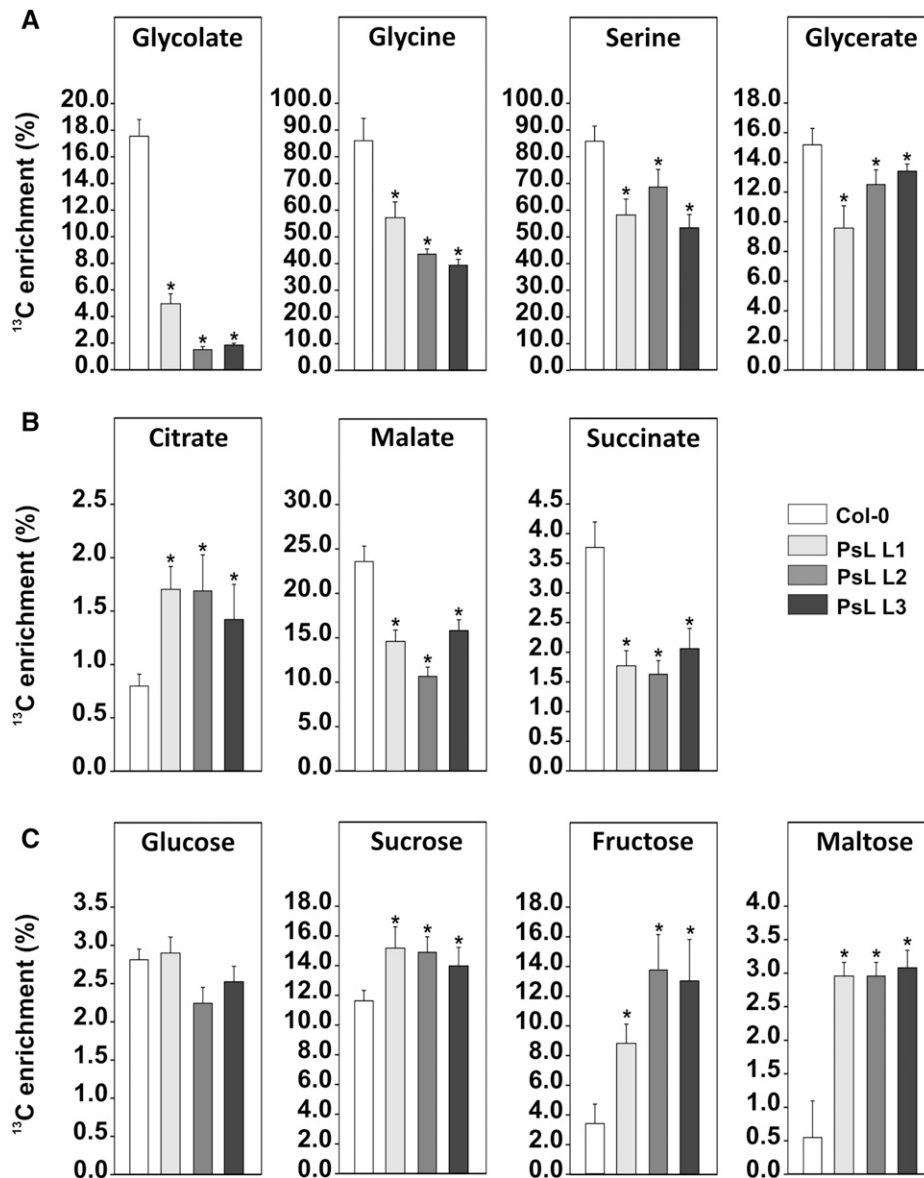 A
Glycolate Glycine Serine Glycerate
¹³C enrichment (%)
20.0 18.0 16.0 14.0 12.0 10.0 8.0 6.0 4.0 2.0 0.0
* * *
100.0 90.0 80.0 70.0 60.0 50.0 40.0 30.0 20.0 10.0 0.0
* * *
100.0 90.0 80.0 70.0 60.0 50.0 40.0 30.0 20.0 10.0 0.0
* * *
18.0 16.0 14.0 12.0 10.0 8.0 6.0 4.0 2.0 0.0
* * *
B
Citrate Malate Succinate
¹³C enrichment (%)
2.5 2.0 1.5 1.0 0.5 0.0
* * *
30.0 25.0 20.0 15.0 10.0 5.0 0.0
* * *
4.5 4.0 3.5 3.0 2.5 2.0 1.5 1.0 0.5 0.0
* * *
Col-0
PsL L1
PsL L2
PsL L3
C
Glucose Sucrose Fructose Maltose
¹³C enrichment (%)
3.5 3.0 2.5 2.0 1.5 1.0 0.5 0.0
18.0 16.0 14.0 12.0 10.0 8.0 6.0 4.0 2.0 0.0
* * *
18.0 16.0 14.0 12.0 10.0 8.0 6.0 4.0 2.0 0.0
* * *
4.0 3.5 3.0 2.5 2.0 1.5 1.0 0.5 0.0
* * *